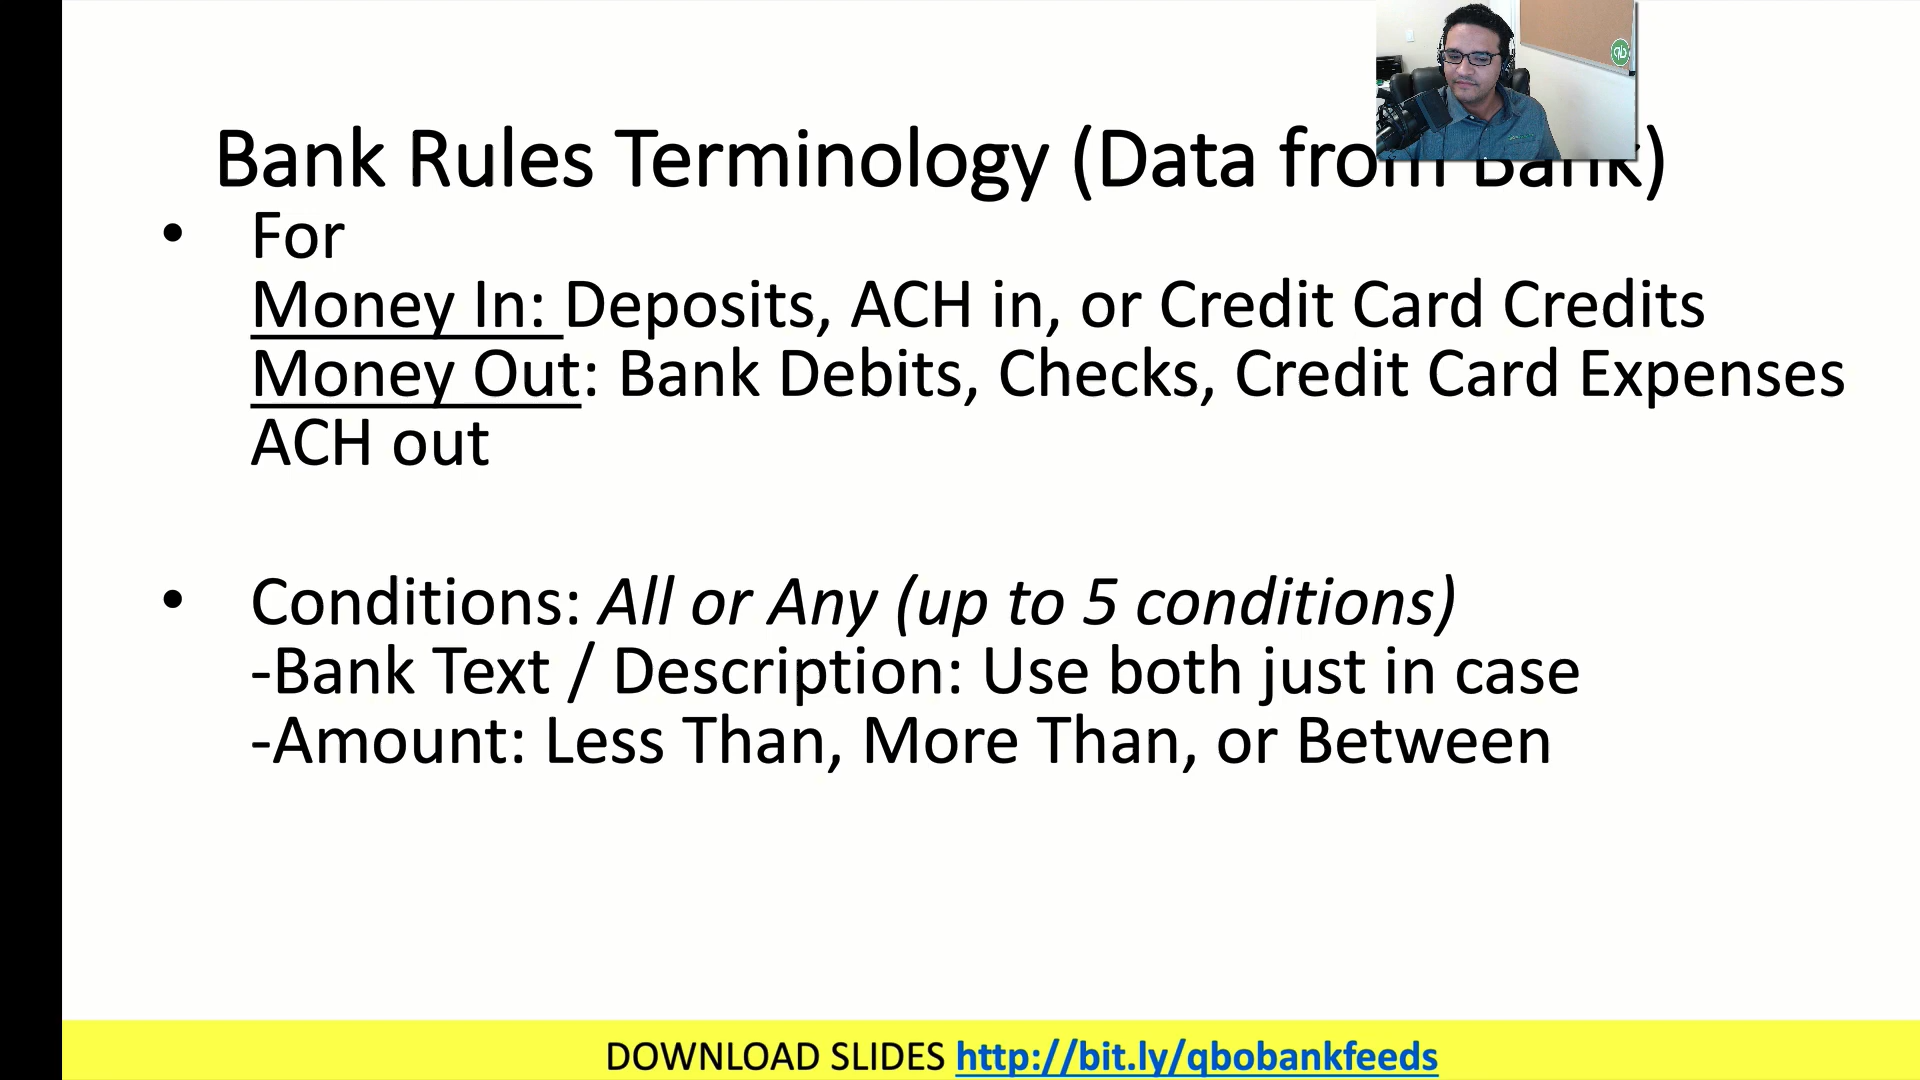 Bank Rules Terminology (Data from Bank)
• For
Money In: Deposits, ACH in, or Credit Card Credits
Money Out: Bank Debits, Checks, Credit Card Expenses
ACH out
• Conditions: All or Any (up to 5 conditions)
-Bank Text / Description: Use both just in case
-Amount: Less Than, More Than, or Between
DOWNLOAD SLIDES http://bit.ly/qbobankfeeds
qb